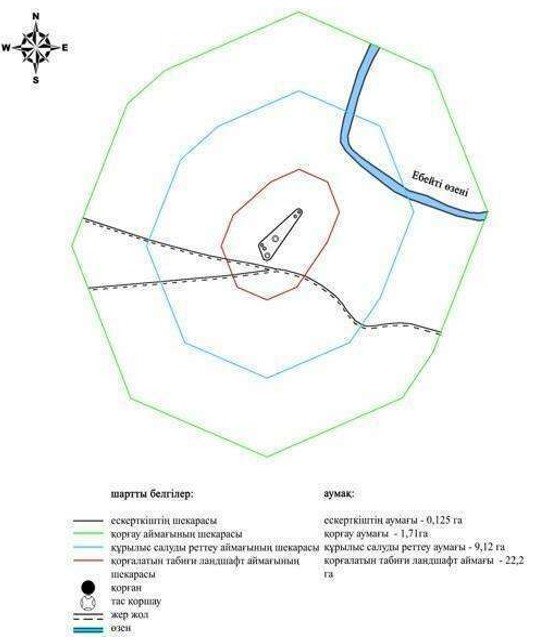 N
W E
S
Ебейті өзені
шартты белгілер: аумақ:
ескерткіштің шекарасы ескерткіштің аумағы - 0,125 га
қорғау аймағының шекарасы қорғау аумағы - 1,71га
құрылыс салуды реттеу аймағының шекарасы құрылыс салуды реттеу аумағы - 9,12 га
қорғалатын табиғи ландшафт аймағының қорғалатын табиғи ландшафт аймағы - 22,2
шекарасы га
қорған
тас қоршау
жер жол
өзен